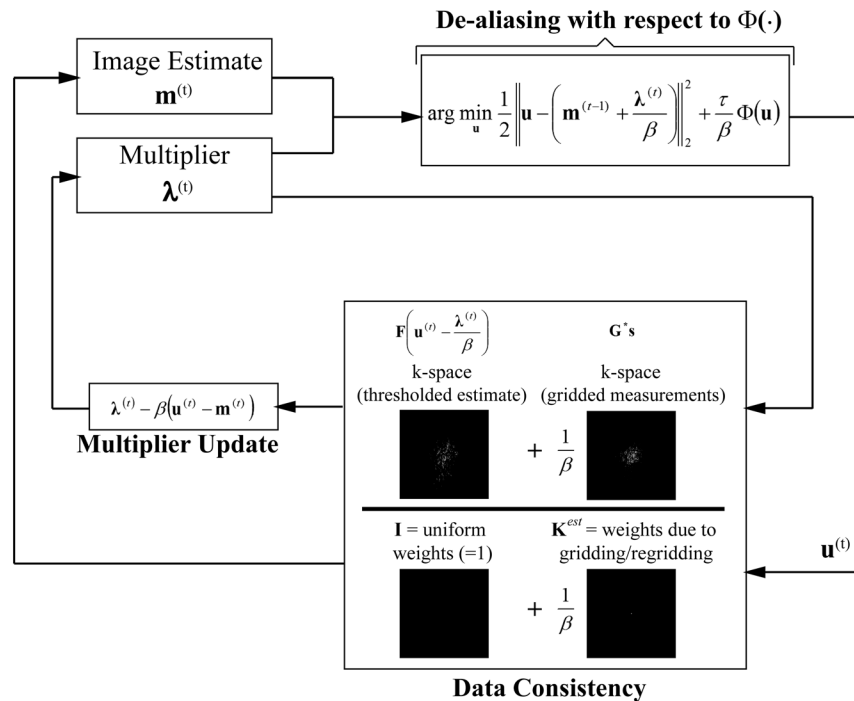 De-aliasing with respect to Φ(·)
Image Estimate
m^(t)
Multiplier
λ^(t)
arg min_u 1/2 ‖u − (m^(t−1) + λ^(t)/β)‖_2^2 + τ/β Φ(u)
F(u^(t) − λ^(t)/β)
G*s
k-space
(thresholded estimate)
k-space
(gridded measurements)
+ 1/β
λ^(t) − β(u^(t) − m^(t))
Multiplier Update
I = uniform
weights (=1)
K^est = weights due to
gridding/regridding
+ 1/β
u^(t)
Data Consistency